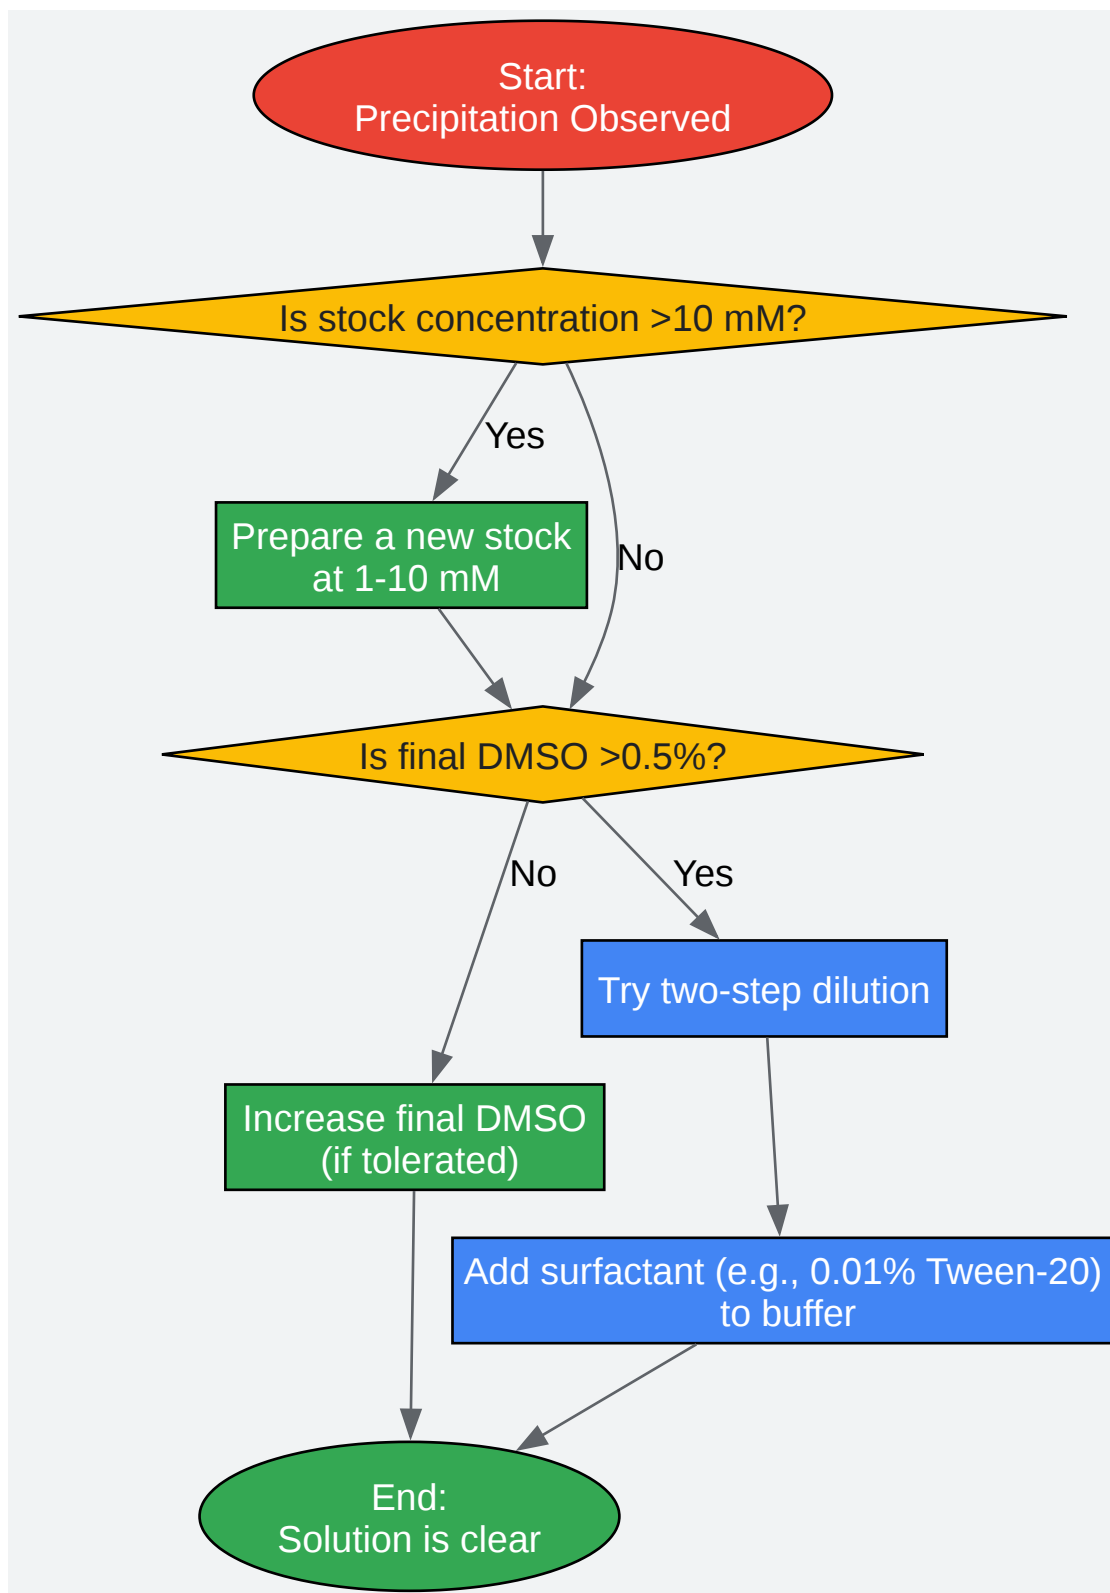 Start:
Precipitation Observed
Is stock concentration >10 mM?
Yes
Prepare a new stock
at 1-10 mM
No
Is final DMSO >0.5%?
No
Yes
Try two-step dilution
Increase final DMSO
(if tolerated)
Add surfactant (e.g., 0.01% Tween-20)
to buffer
End:
Solution is clear